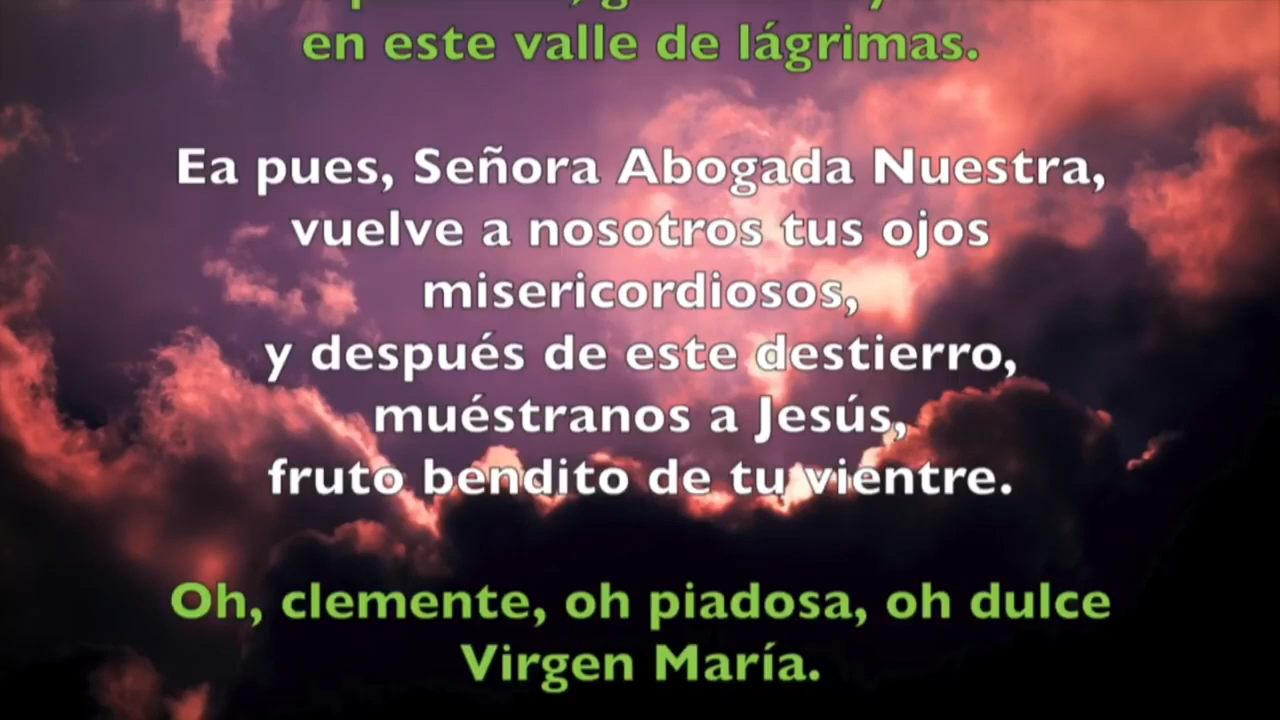 en este valle de lágrimas.
Ea pues, Señora Abogada Nuestra,
vuelve a nosotros tus ojos
misericordiosos,
y después de este destierro,
muéstranos a Jesús,
fruto bendito de tu vientre.
Oh, clemente, oh piadosa, oh dulce
Virgen María.